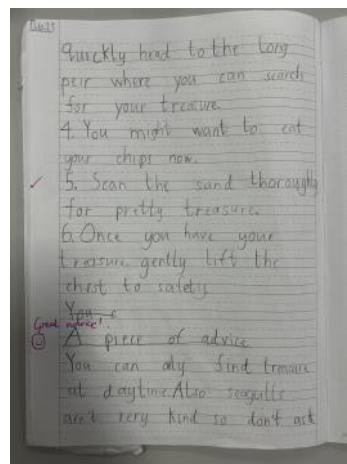 Quickly head to the long
peir where you can search
for your treasure.
4. You might want to eat
your chips now.
5. Scan the sand thoroughly
for pretty treasure.
6. Once you have your
treasure gently lift the
chest to safety
You
Great advice!
A piece of advice
You can only find treasure
at daytime. Also seagulls
aren't very kind so don't ask